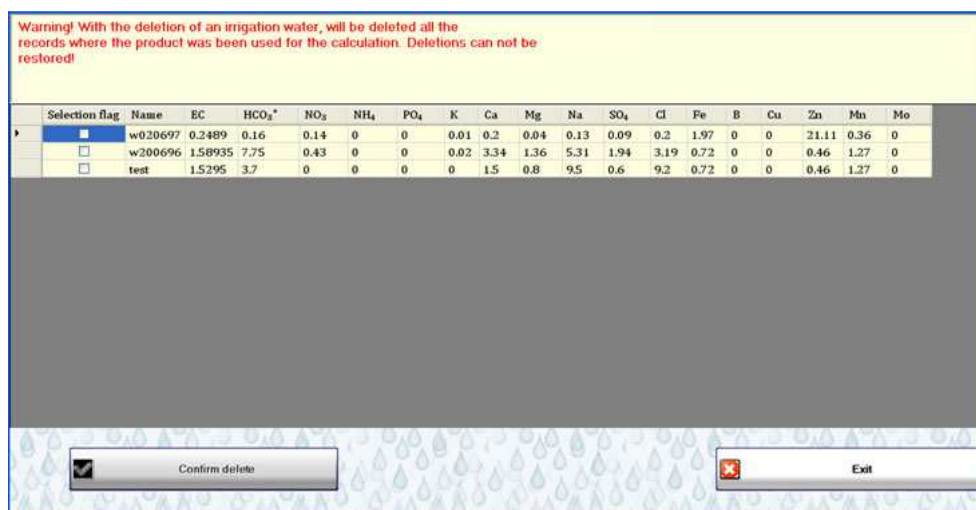 Warning! With the deletion of an irrigation water, will be deleted all the
records where the product was been used for the calculation. Deletions can not be
restored!
Selection flag Name EC HCO₃* NO₃ NH₄ PO₄ K Ca Mg Na SO₄ Cl Fe B Cu Zn Mn Mo
w020697 0.2489 0.16 0.14 0 0 0.01 0.2 0.04 0.13 0.09 0.2 1.97 0 0 21.11 0.36 0
w200696 1.58935 7.75 0.43 0 0 0.02 3.34 1.36 5.31 1.94 3.19 0.72 0 0 0.46 1.27 0
test 1.5295 3.7 0 0 0 0 1.5 0.8 9.5 0.6 9.2 0.72 0 0 0.46 1.27 0
Confirm delete Exit